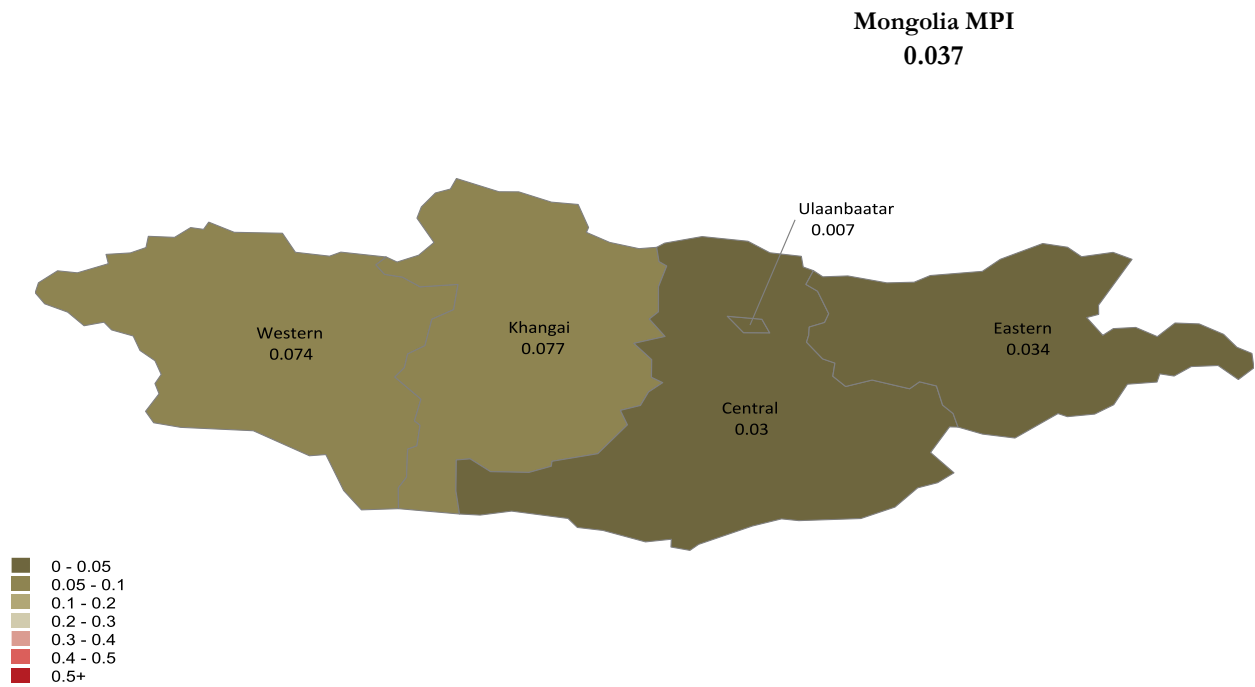 Mongolia MPI
0.037
Ulaanbaatar
0.007
Western
0.074
Khangai
0.077
Eastern
0.034
Central
0.03
0 - 0.05
0.05 - 0.1
0.1 - 0.2
0.2 - 0.3
0.3 - 0.4
0.4 - 0.5
0.5+